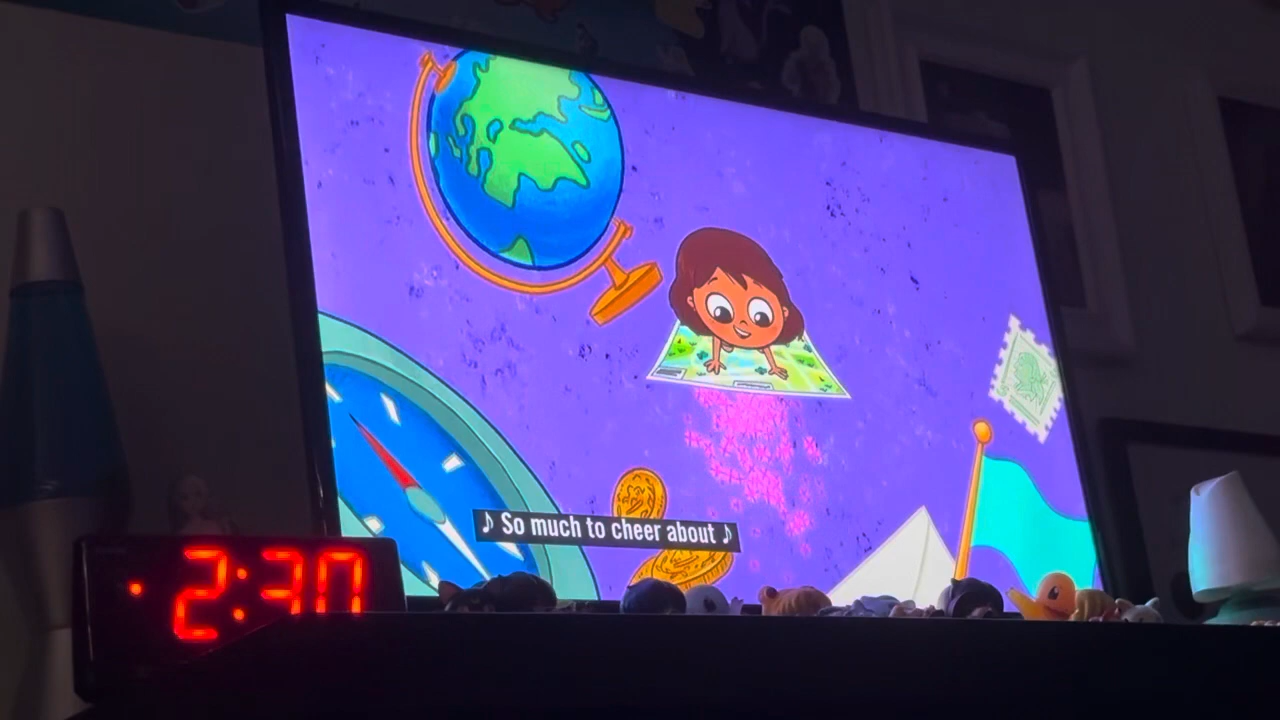 ♪ So much to cheer about ♪
2:30